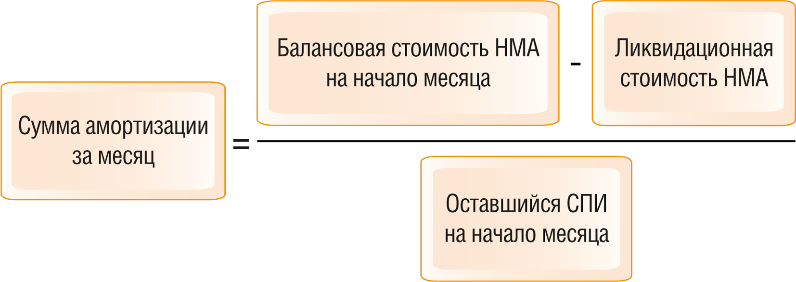 Сумма амортизации
за месяц
=
Балансовая стоимость НМА
на начало месяца
-
Ликвидационная
стоимость НМА
Оставшийся СПИ
на начало месяца